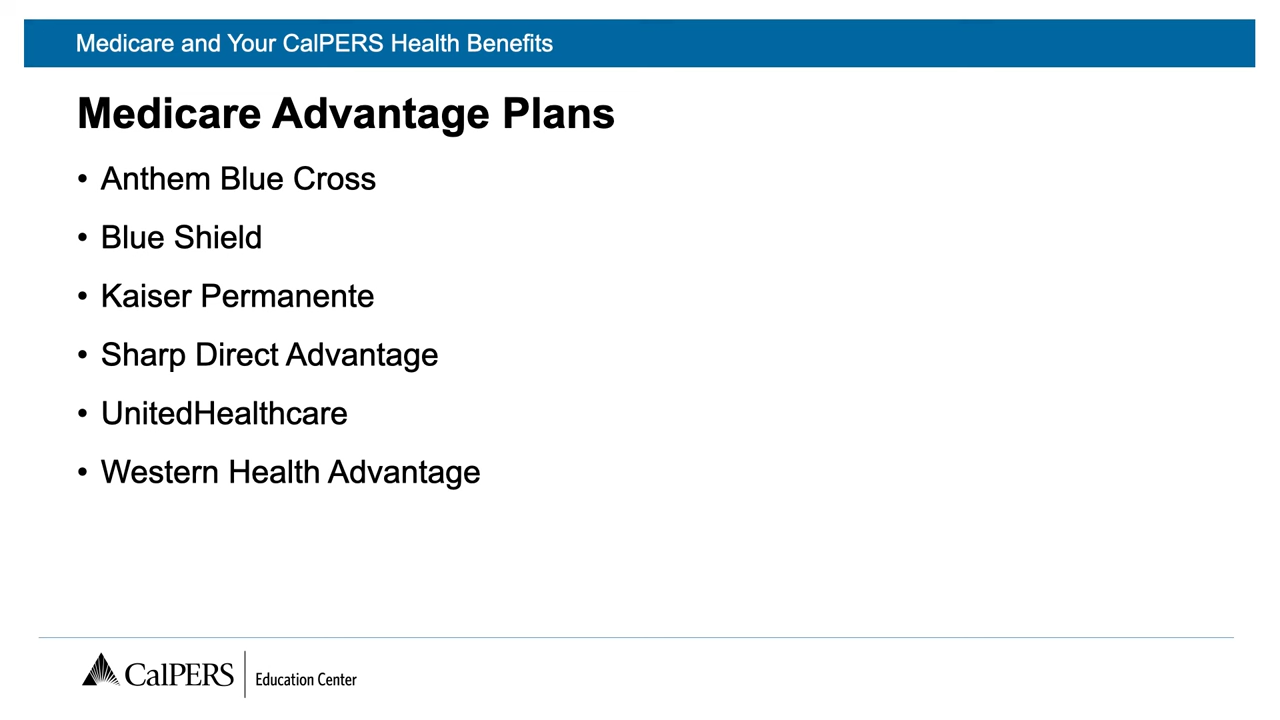 Medicare and Your CalPERS Health Benefits
Medicare Advantage Plans
• Anthem Blue Cross
• Blue Shield
• Kaiser Permanente
• Sharp Direct Advantage
• UnitedHealthcare
• Western Health Advantage
CalPERS Education Center